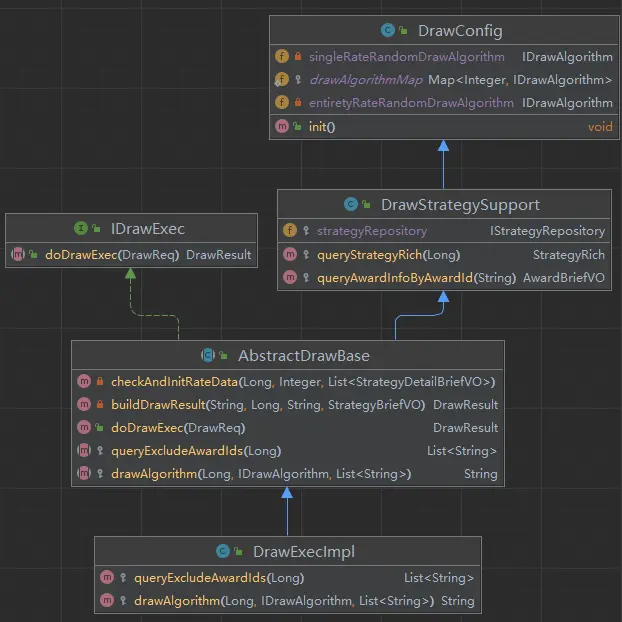 DrawConfig
singleRateRandomDrawAlgorithm IDrawAlgorithm
drawAlgorithmMap Map<Integer, IDrawAlgorithm>
entiretyRateRandomDrawAlgorithm IDrawAlgorithm
init() void
DrawStrategySupport
strategyRepository IStrategyRepository
queryStrategyRich(Long) StrategyRich
queryAwardInfoByAwardId(String) AwardBriefVO
IDrawExec
doDrawExec(DrawReq) DrawResult
AbstractDrawBase
checkAndInitRateData(Long, Integer, List<StrategyDetailBriefVO>)
buildDrawResult(String, Long, String, StrategyBriefVO) DrawResult
doDrawExec(DrawReq) DrawResult
queryExcludeAwardIds(Long) List<String>
drawAlgorithm(Long, IDrawAlgorithm, List<String>) String
DrawExecImpl
queryExcludeAwardIds(Long) List<String>
drawAlgorithm(Long, IDrawAlgorithm, List<String>) String